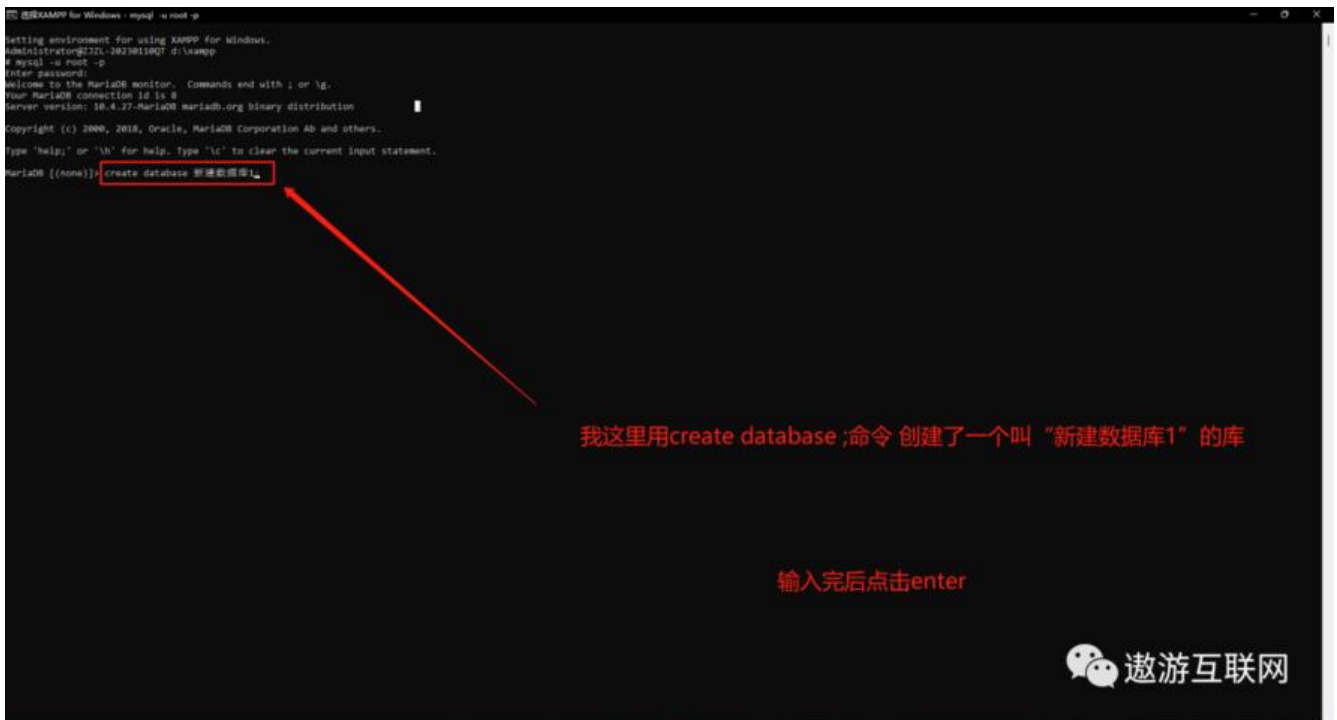 选择XAMPP for Windows - mysql -u root -p
Setting environment for using XAMPP for Windows.
Administrator@ZJZL-20230110QT d:\xampp
# mysql -u root -p
Enter password:
Welcome to the MariaDB monitor.  Commands end with ; or \g.
Your MariaDB connection id is 8
Server version: 10.4.27-MariaDB mariadb.org binary distribution
Copyright (c) 2000, 2018, Oracle, MariaDB Corporation Ab and others.
Type 'help;' or '\h' for help. Type '\c' to clear the current input statement.
MariaDB [(none)]> create database 新建数据库1;
我这里用create database ;命令 创建了一个叫“新建数据库1”的库
输入完后点击enter
遨游互联网